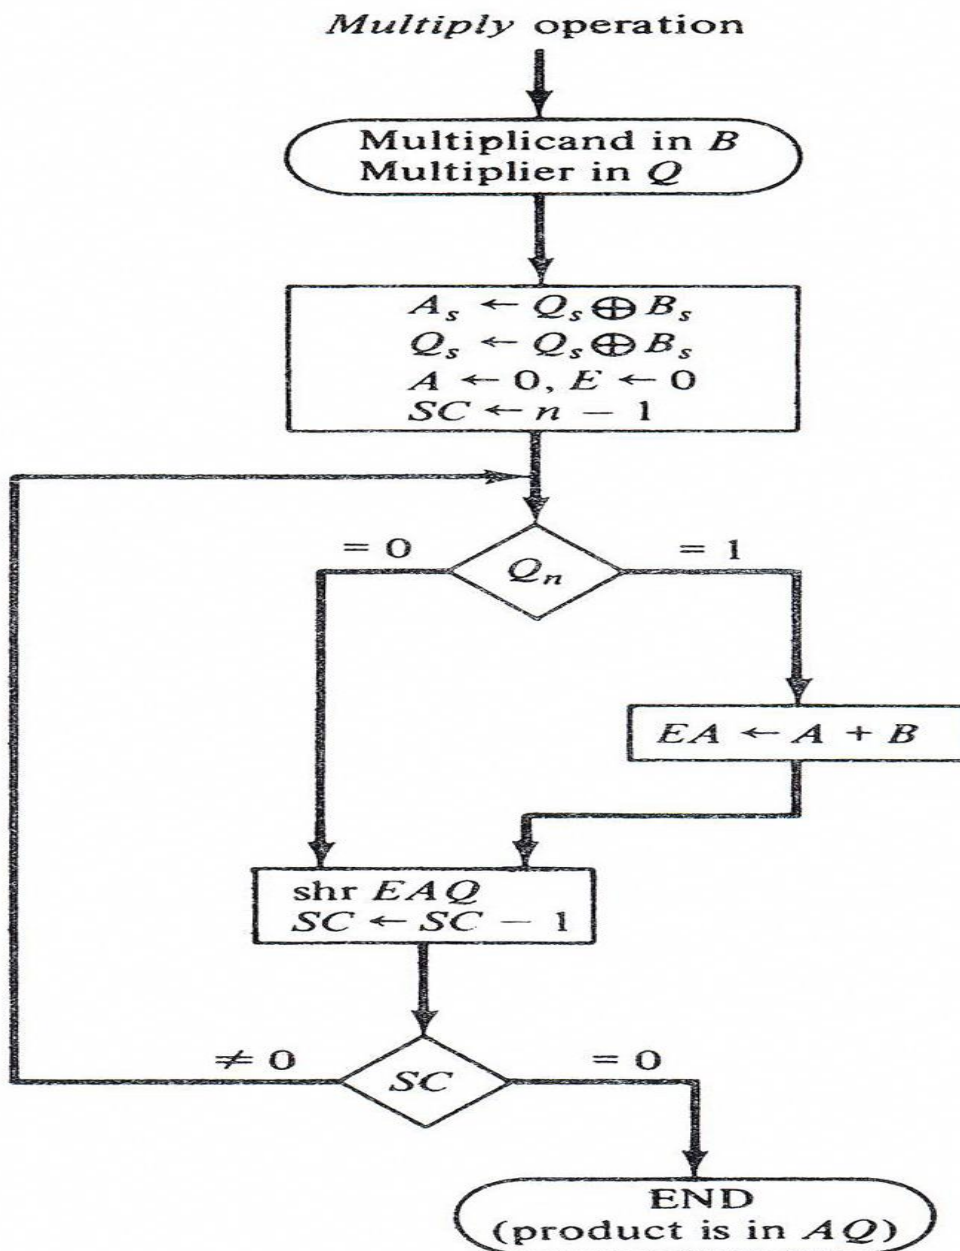 Multiply operation
Multiplicand in B
Multiplier in Q
A_s ← Q_s ⊕ B_s
Q_s ← Q_s ⊕ B_s
A ← 0, E ← 0
SC ← n − 1
= 0
Q_n
= 1
EA ← A + B
shr EAQ
SC ← SC − 1
≠ 0
SC
= 0
END
(product is in AQ)